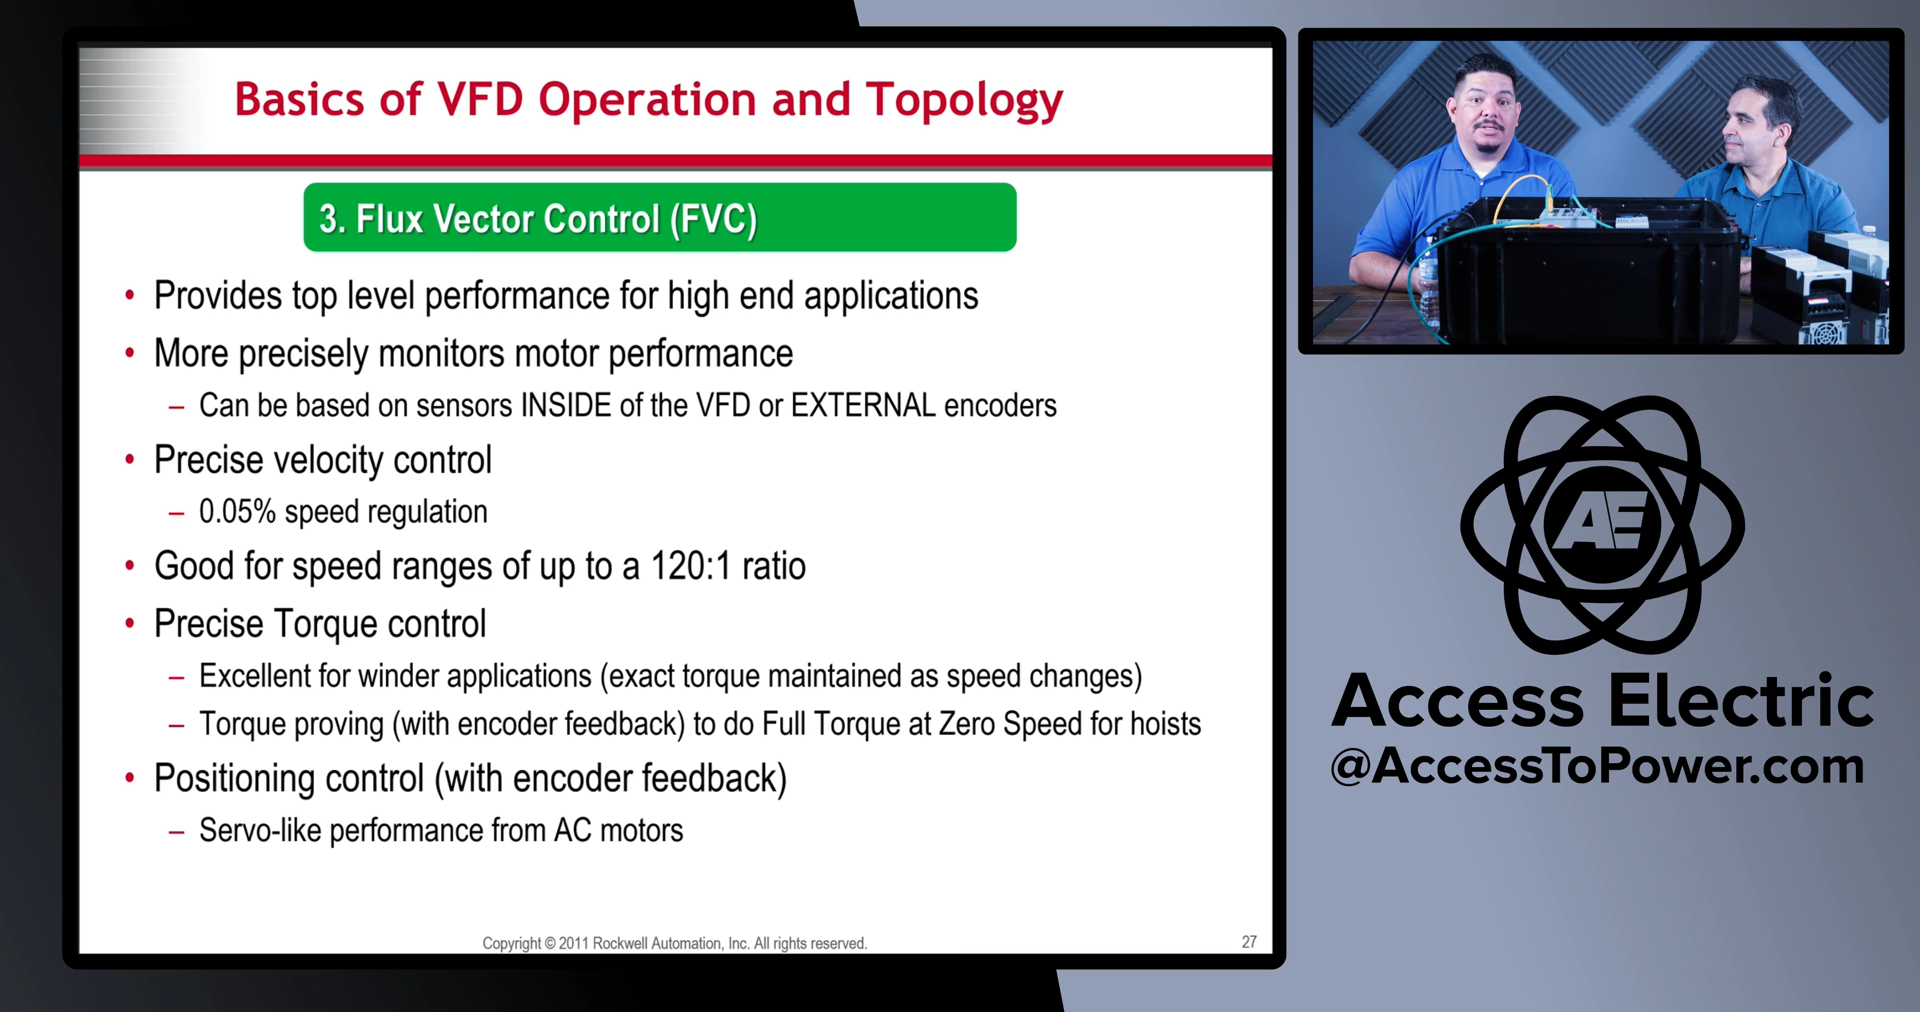 Basics of VFD Operation and Topology
3. Flux Vector Control (FVC)
• Provides top level performance for high end applications
• More precisely monitors motor performance
– Can be based on sensors INSIDE of the VFD or EXTERNAL encoders
• Precise velocity control
– 0.05% speed regulation
• Good for speed ranges of up to a 120:1 ratio
• Precise Torque control
– Excellent for winder applications (exact torque maintained as speed changes)
– Torque proving (with encoder feedback) to do Full Torque at Zero Speed for hoists
• Positioning control (with encoder feedback)
– Servo-like performance from AC motors
Copyright © 2011 Rockwell Automation, Inc. All rights reserved.
27
AE
Access Electric
@AccessToPower.com